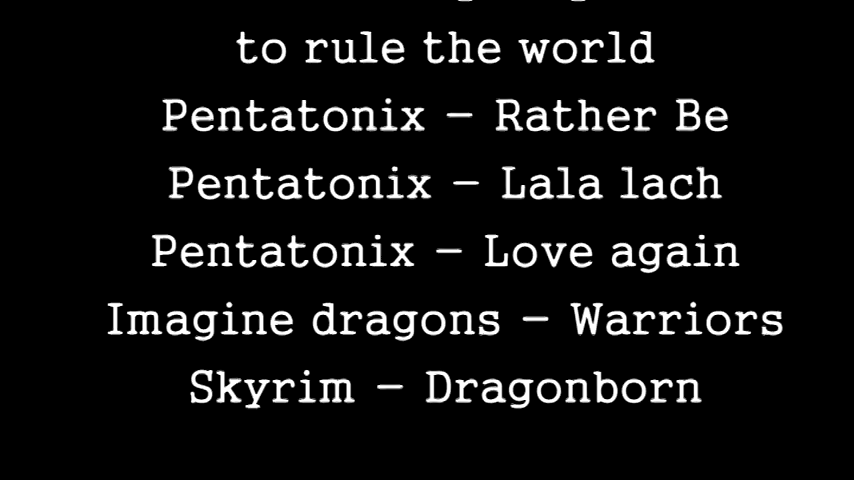 to rule the world
Pentatonix - Rather Be
Pentatonix - Lala lach
Pentatonix - Love again
Imagine dragons - Warriors
Skyrim - Dragonborn